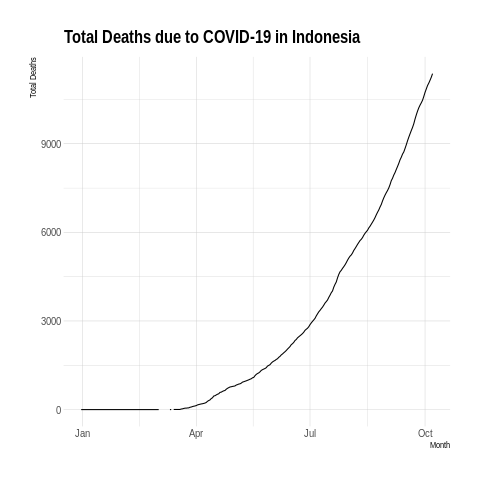 Total Deaths due to COVID-19 in Indonesia
Total Deaths
9000
6000
3000
0
Jan Apr Jul Oct
Month